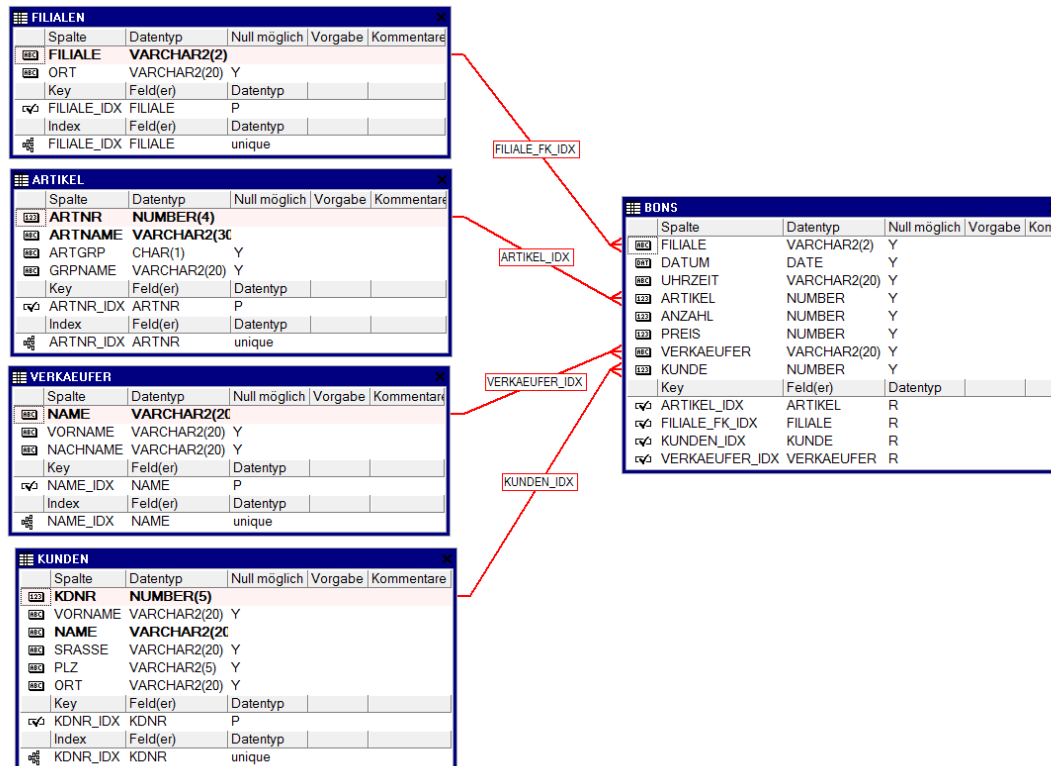 FILIALEN
Spalte Datentyp Null möglich Vorgabe Kommentare
FILIALE VARCHAR2(2)
ORT VARCHAR2(20) Y
Key Feld(er) Datentyp
FILIALE_IDX FILIALE P
Index Feld(er) Datentyp
FILIALE_IDX FILIALE unique
ARTIKEL
Spalte Datentyp Null möglich Vorgabe Kommentare
ARTNR NUMBER(4)
ARTNAME VARCHAR2(30
ARTGRP CHAR(1) Y
GRPNAME VARCHAR2(20) Y
Key Feld(er) Datentyp
ARTNR_IDX ARTNR P
Index Feld(er) Datentyp
ARTNR_IDX ARTNR unique
VERKAEUFER
Spalte Datentyp Null möglich Vorgabe Kommentare
NAME VARCHAR2(20
VORNAME VARCHAR2(20) Y
NACHNAME VARCHAR2(20) Y
Key Feld(er) Datentyp
NAME_IDX NAME P
Index Feld(er) Datentyp
NAME_IDX NAME unique
KUNDEN
Spalte Datentyp Null möglich Vorgabe Kommentare
KDNR NUMBER(5)
VORNAME VARCHAR2(20) Y
NAME VARCHAR2(20
SRASSE VARCHAR2(20) Y
PLZ VARCHAR2(5) Y
ORT VARCHAR2(20) Y
Key Feld(er) Datentyp
KDNR_IDX KDNR P
Index Feld(er) Datentyp
KDNR_IDX KDNR unique
FILIALE_FK_IDX
ARTIKEL_IDX
VERKAEUFER_IDX
KUNDEN_IDX
BONS
Spalte Datentyp Null möglich Vorgabe Kom
FILIALE VARCHAR2(2) Y
DATUM DATE Y
UHRZEIT VARCHAR2(20) Y
ARTIKEL NUMBER Y
ANZAHL NUMBER Y
PREIS NUMBER Y
VERKAEUFER VARCHAR2(20) Y
KUNDE NUMBER Y
Key Feld(er) Datentyp
ARTIKEL_IDX ARTIKEL R
FILIALE_FK_IDX FILIALE R
KUNDEN_IDX KUNDE R
VERKAEUFER_IDX VERKAEUFER R